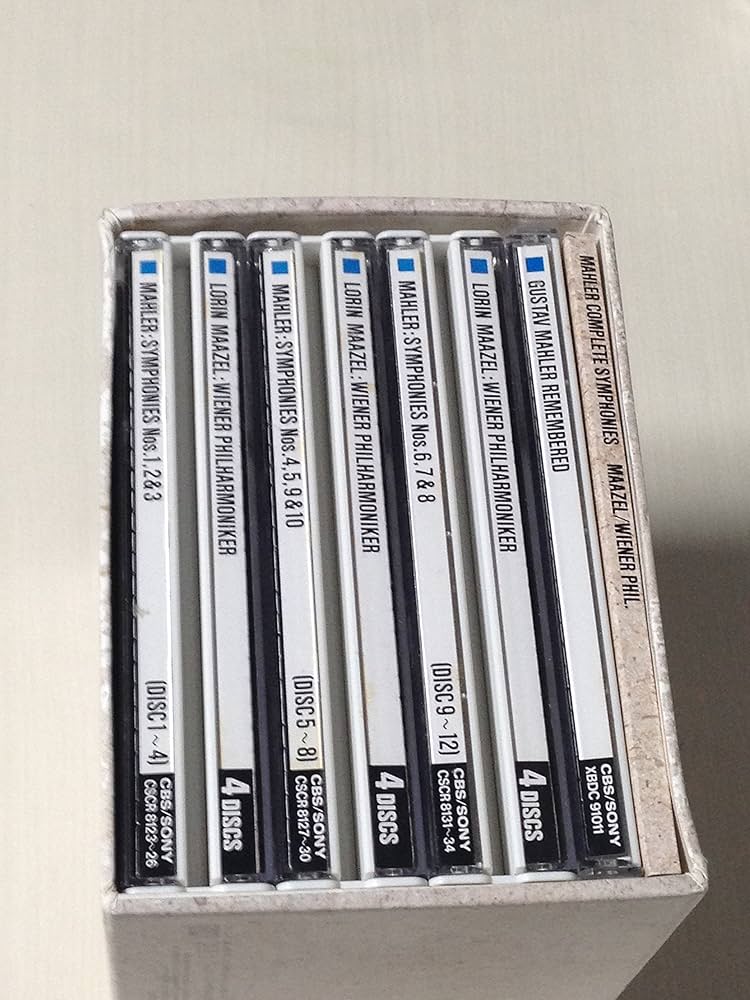 MAHLER:SYMPHONIES Nos.1,2&3
(DISC 1~4)
CBS/SONY
CSCR 8123~26
LORIN MAAZEL:WIENER PHILHARMONIKER
4 DISCS
MAHLER:SYMPHONIES Nos.4,5,9&10
(DISC 5~8)
CBS/SONY
CSCR 8127~30
LORIN MAAZEL:WIENER PHILHARMONIKER
4 DISCS
MAHLER:SYMPHONIES Nos.6,7&8
(DISC 9~12)
CBS/SONY
CSCR 8131~34
LORIN MAAZEL:WIENER PHILHARMONIKER
4 DISCS
GUSTAV MAHLER REMEMBERED
CBS/SONY
XBDC 91011
MAHLER COMPLETE SYMPHONIES MAAZEL/WIENER PHIL.